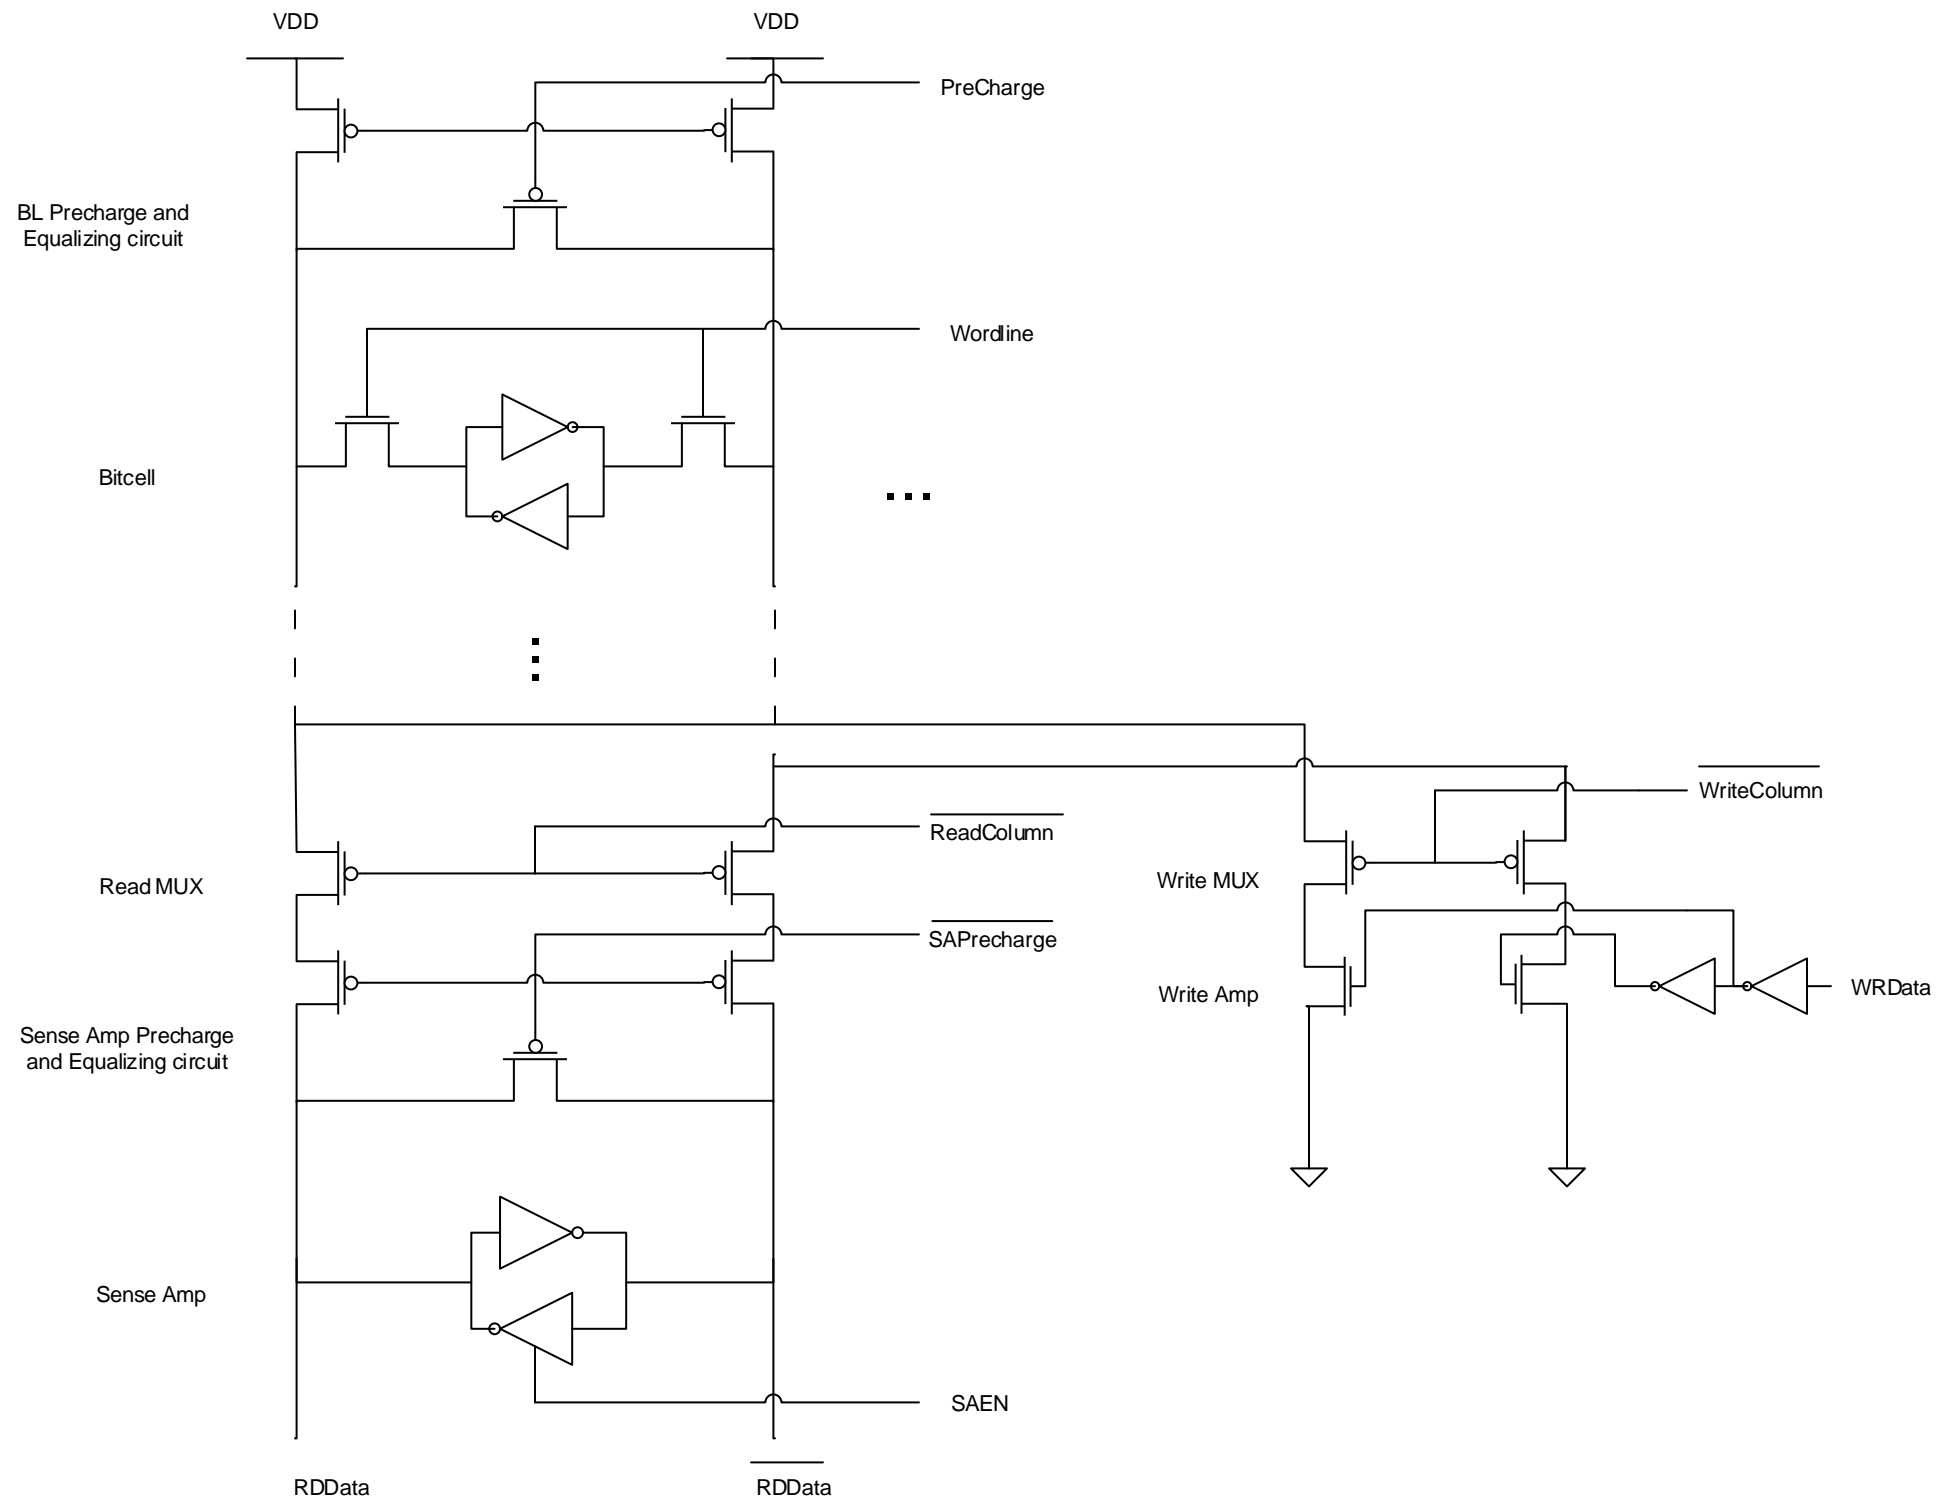 VDD
VDD
PreCharge
BL Precharge and
Equalizing circuit
Wordline
Bitcell
WriteColumn
ReadColumn
Read MUX
Write MUX
SAPrecharge
WRData
Write Amp
Sense Amp Precharge
and Equalizing circuit
Sense Amp
SAEN
RDData
RDData